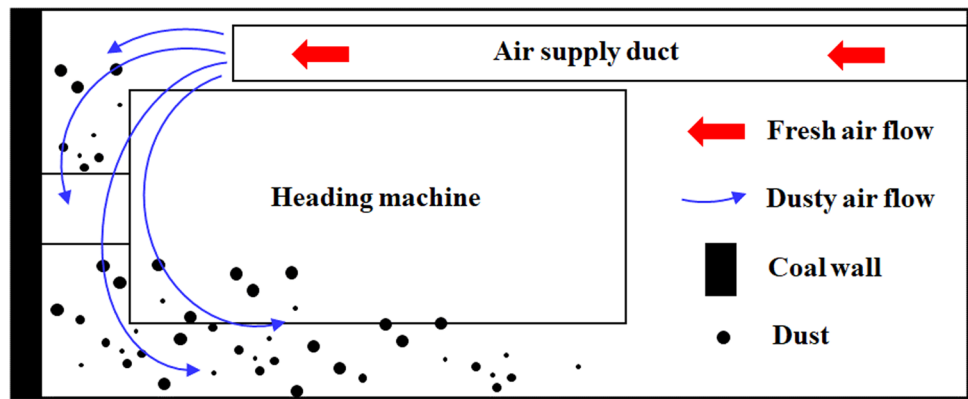 Air supply duct
Fresh air flow
Heading machine
Dusty air flow
Coal wall
Dust